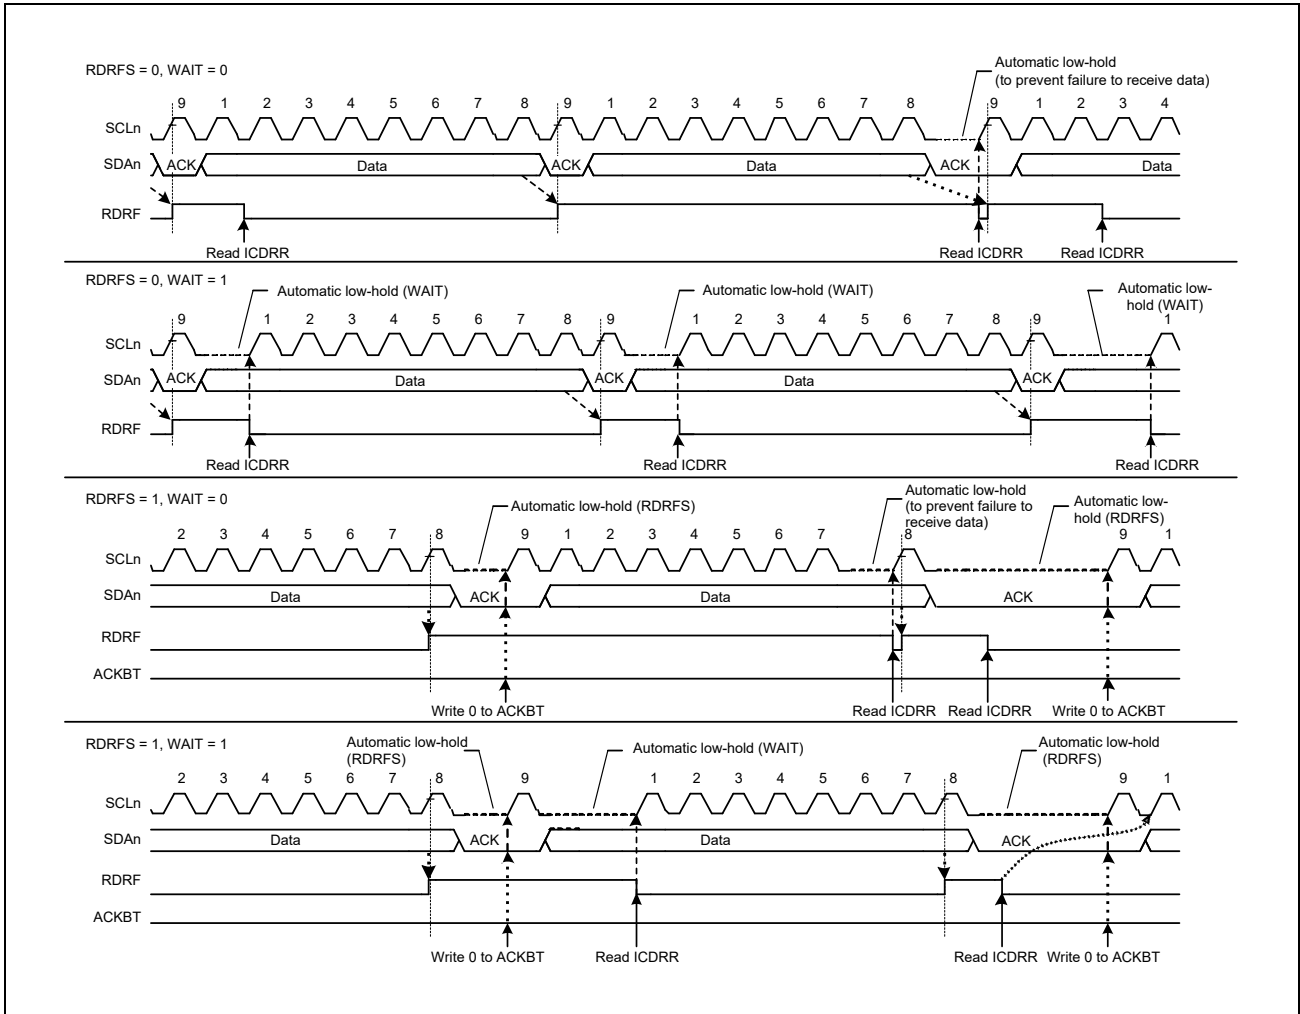 RDRFS = 0, WAIT = 0
Automatic low-hold
(to prevent failure to receive data)
9 1 2 3 4 5 6 7 8 9 1 2 3 4 5 6 7 8 9 1 2 3 4
SCLn
SDAn ACK Data ACK Data ACK Data
RDRF
Read ICDRR Read ICDRR Read ICDRR
RDRFS = 0, WAIT = 1
Automatic low-hold (WAIT) Automatic low-hold (WAIT) Automatic low-
hold (WAIT)
9 1 2 3 4 5 6 7 8 9 1 2 3 4 5 6 7 8 9 1
SCLn
SDAn ACK Data ACK Data ACK
RDRF
Read ICDRR Read ICDRR Read ICDRR
RDRFS = 1, WAIT = 0
Automatic low-hold (RDRFS)
Automatic low-hold
(to prevent failure to
receive data)
Automatic low-
hold (RDRFS)
2 3 4 5 6 7 8 9 1 2 3 4 5 6 7 8 9 1
SCLn
SDAn Data ACK Data ACK
RDRF
ACKBT
Write 0 to ACKBT Read ICDRR Read ICDRR Write 0 to ACKBT
RDRFS = 1, WAIT = 1
Automatic low-hold
(RDRFS)
Automatic low-hold (WAIT)
Automatic low-hold
(RDRFS)
2 3 4 5 6 7 8 9 1 2 3 4 5 6 7 8 9 1
SCLn
SDAn Data ACK Data ACK
RDRF
ACKBT
Write 0 to ACKBT Read ICDRR Read ICDRR Write 0 to ACKBT